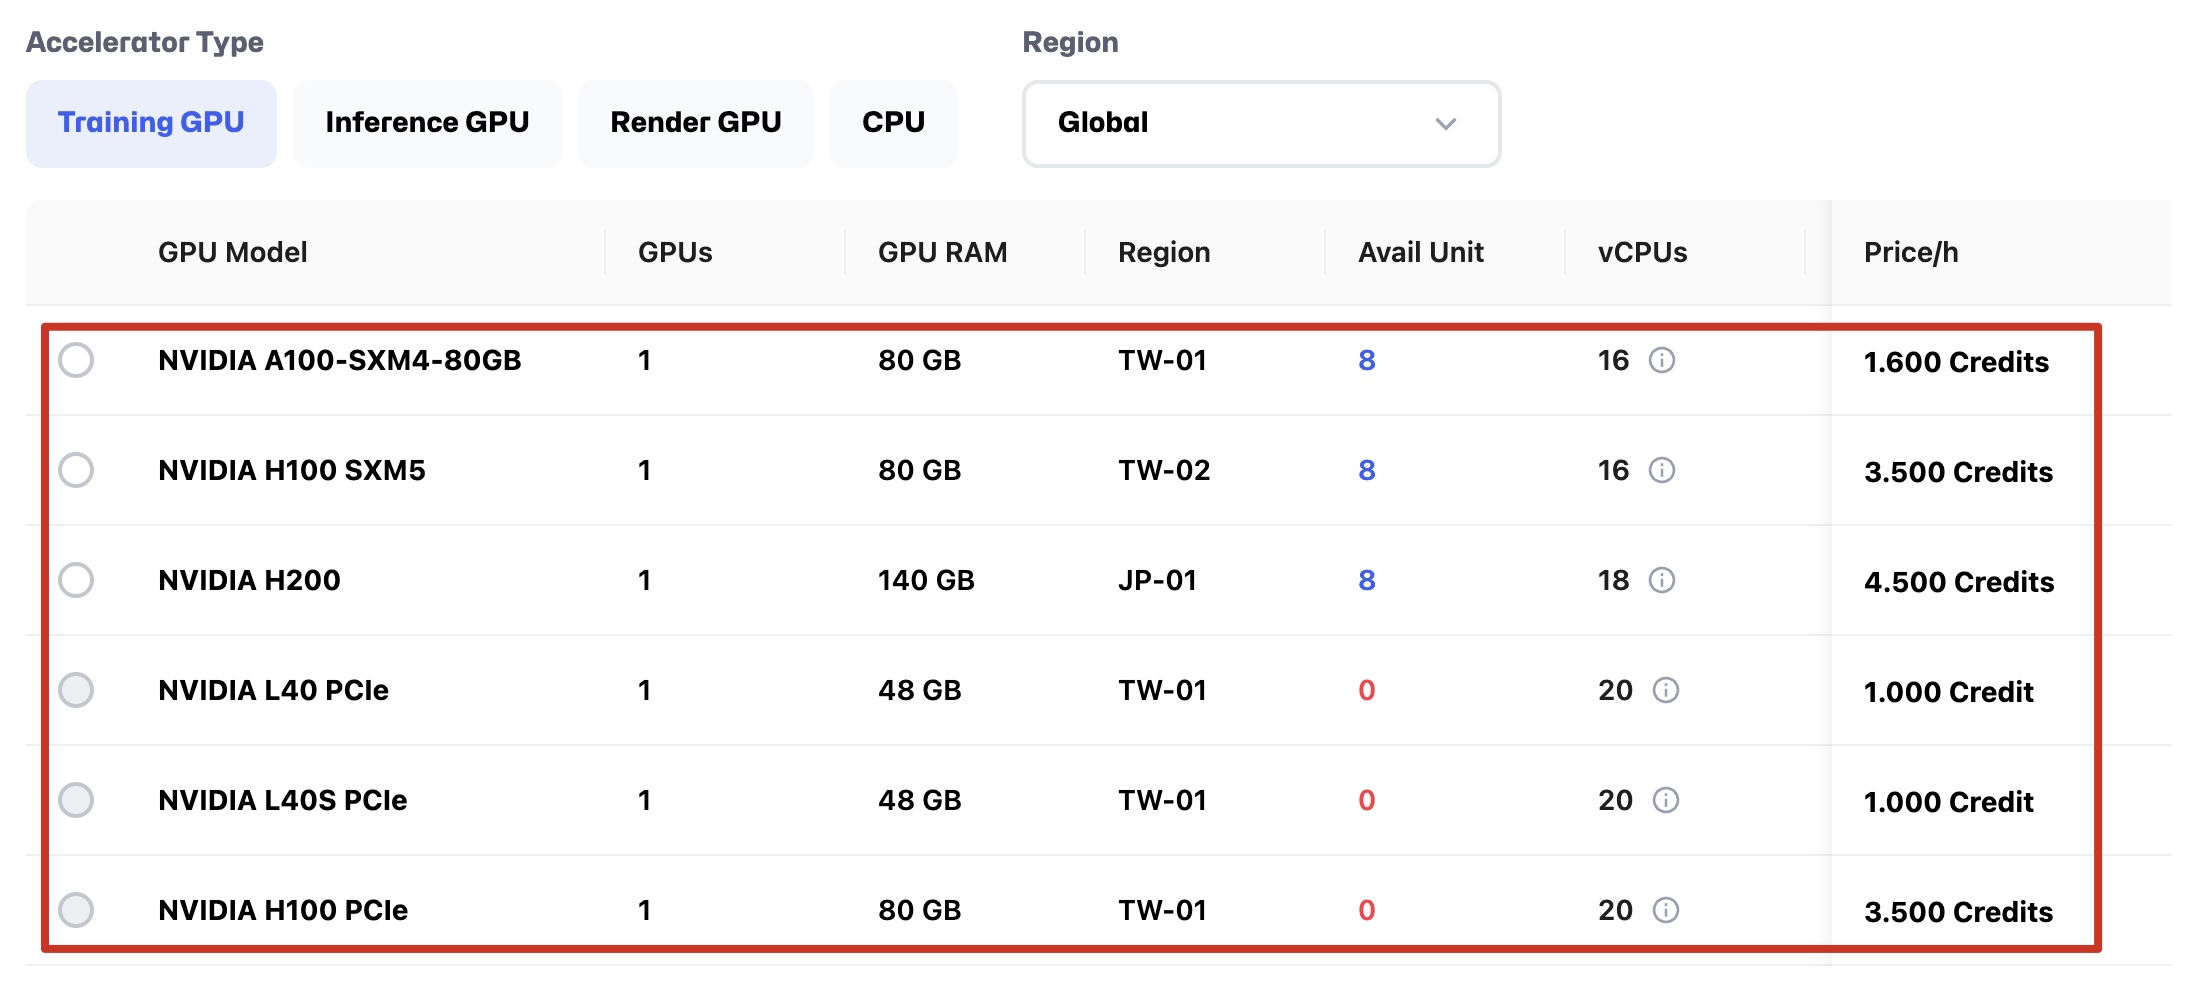 Accelerator Type Region
Training GPU Inference GPU Render GPU CPU Global
GPU Model GPUs GPU RAM Region Avail Unit vCPUs Price/h
NVIDIA A100-SXM4-80GB 1 80 GB TW-01 8 16 1.600 Credits
NVIDIA H100 SXM5 1 80 GB TW-02 8 16 3.500 Credits
NVIDIA H200 1 140 GB JP-01 8 18 4.500 Credits
NVIDIA L40 PCIe 1 48 GB TW-01 0 20 1.000 Credit
NVIDIA L40S PCIe 1 48 GB TW-01 0 20 1.000 Credit
NVIDIA H100 PCIe 1 80 GB TW-01 0 20 3.500 Credits